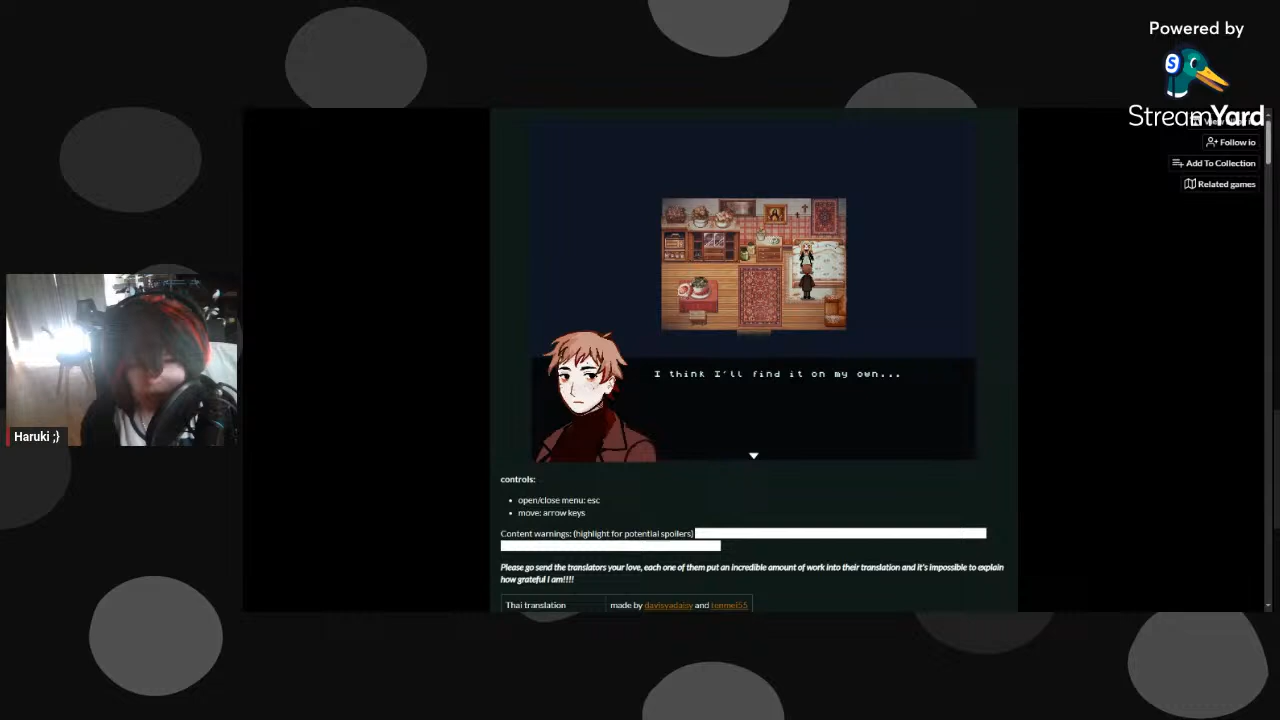 Powered by
StreamYard
Follow io
Add To Collection
Related games
I think I'll find it on my own...
Haruki ;}
controls:
open/close menu: esc
move: arrow keys
Content warnings: (highlight for potential spoilers)
Please go send the translators your love, each one of them put an incredible amount of work into their translation and it's impossible to explain
how grateful I am!!!!
Thai translation made by davisyadaisy and